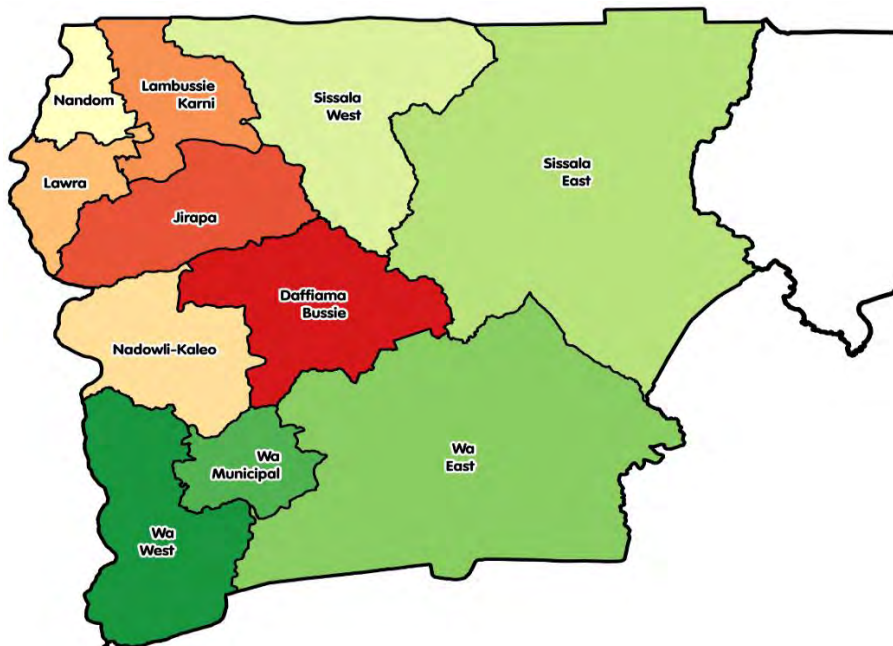 Nandom
Lambussie
Karni
Sissala
West
Sissala
East
Lawra
Jirapa
Daffiama
Bussie
Nadowli-Kaleo
Wa
Municipal
Wa
East
Wa
West